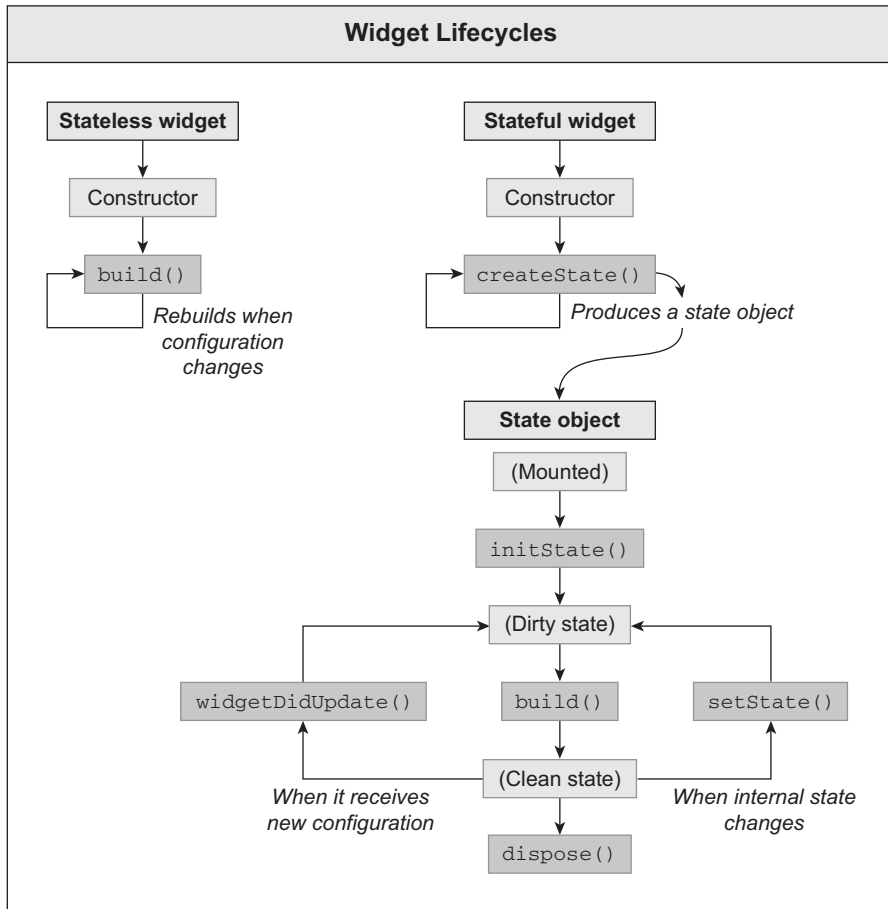 Widget Lifecycles
Stateless widget
Constructor
build()
Rebuilds when
configuration
changes
Stateful widget
Constructor
createState()
Produces a state object
State object
(Mounted)
initState()
(Dirty state)
widgetDidUpdate()
build()
setState()
(Clean state)
When it receives
new configuration
When internal state
changes
dispose()